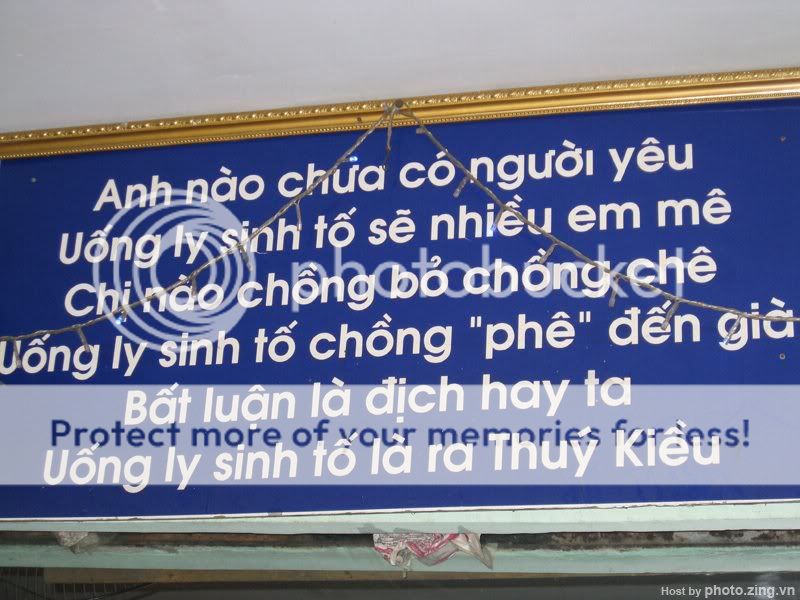 Anh nào chưa có người yêu
Uống ly sinh tố sẽ nhiều em mê
Chị nào chồng bỏ chồng chê
Uống ly sinh tố chồng "phê" đến già
Bất luận là địch hay ta
Uống ly sinh tố là ra Thuý Kiều
photobucket
Protect more of your memories for less!
Host by photo.zing.vn